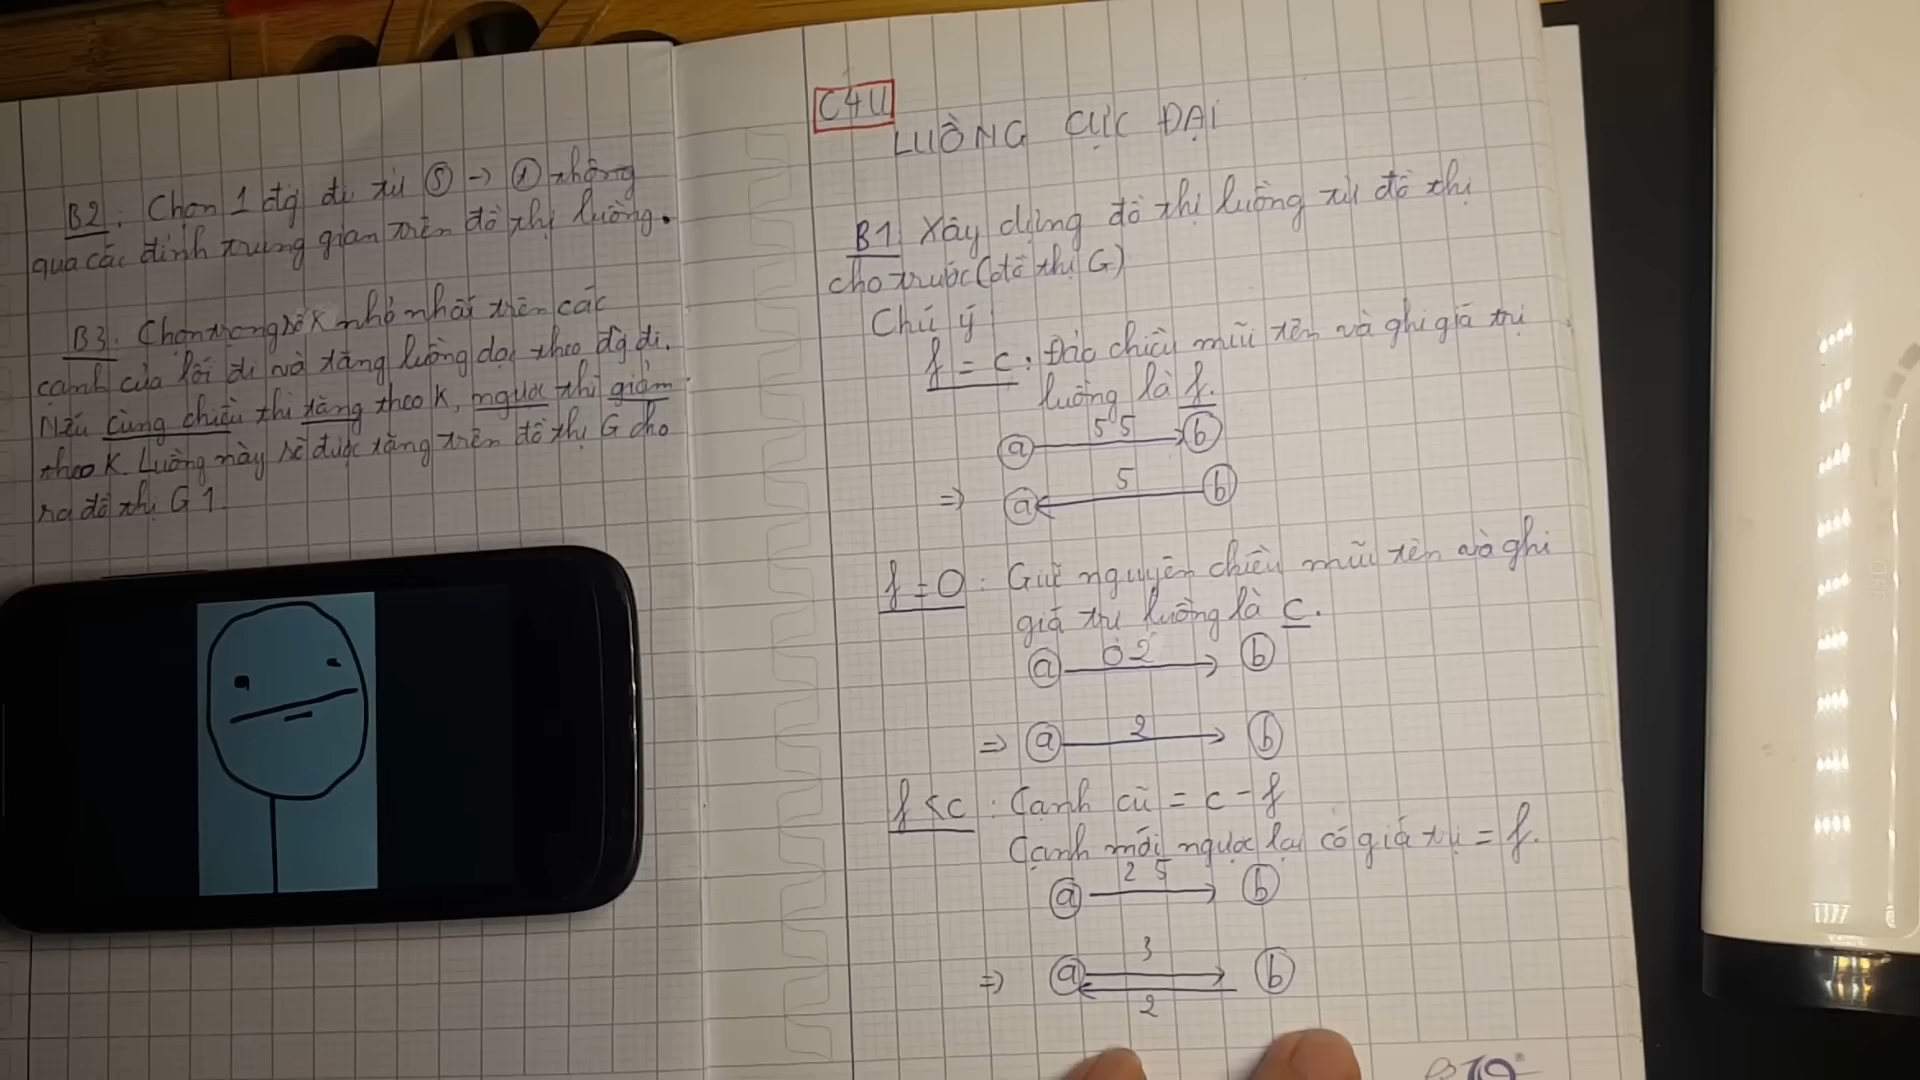 B2: Chọn 1 đg đi từ (S) -> (t) thông
qua các đỉnh trung gian trên đồ thị luồng.
B3. Chọn trọng số K nhỏ nhất trên các
cạnh của lối đi và tăng luồng dọc theo đg đi.
Nếu cùng chiều thì tăng theo K, ngược thì giảm
theo K. Luồng này sẽ được tăng trên đồ thị G cho
ra đồ thị G1.
C4U
LUỒNG CỰC ĐẠI
B1 Xây dựng đồ thị luồng từ đồ thị
cho trước (đồ thị G)
Chú ý
f = c: Đảo chiều mũi tên và ghi giá trị
luồng là f.
a 5 5 b
=> a 5 b
f = 0: Giữ nguyên chiều mũi tên và ghi
giá trị luồng là c.
a 0 2 b
=> a 2 b
f < c: Cạnh cũ = c - f
Cạnh mới ngược lại có giá trị = f.
a 2 5 b
=> a 3 b
2